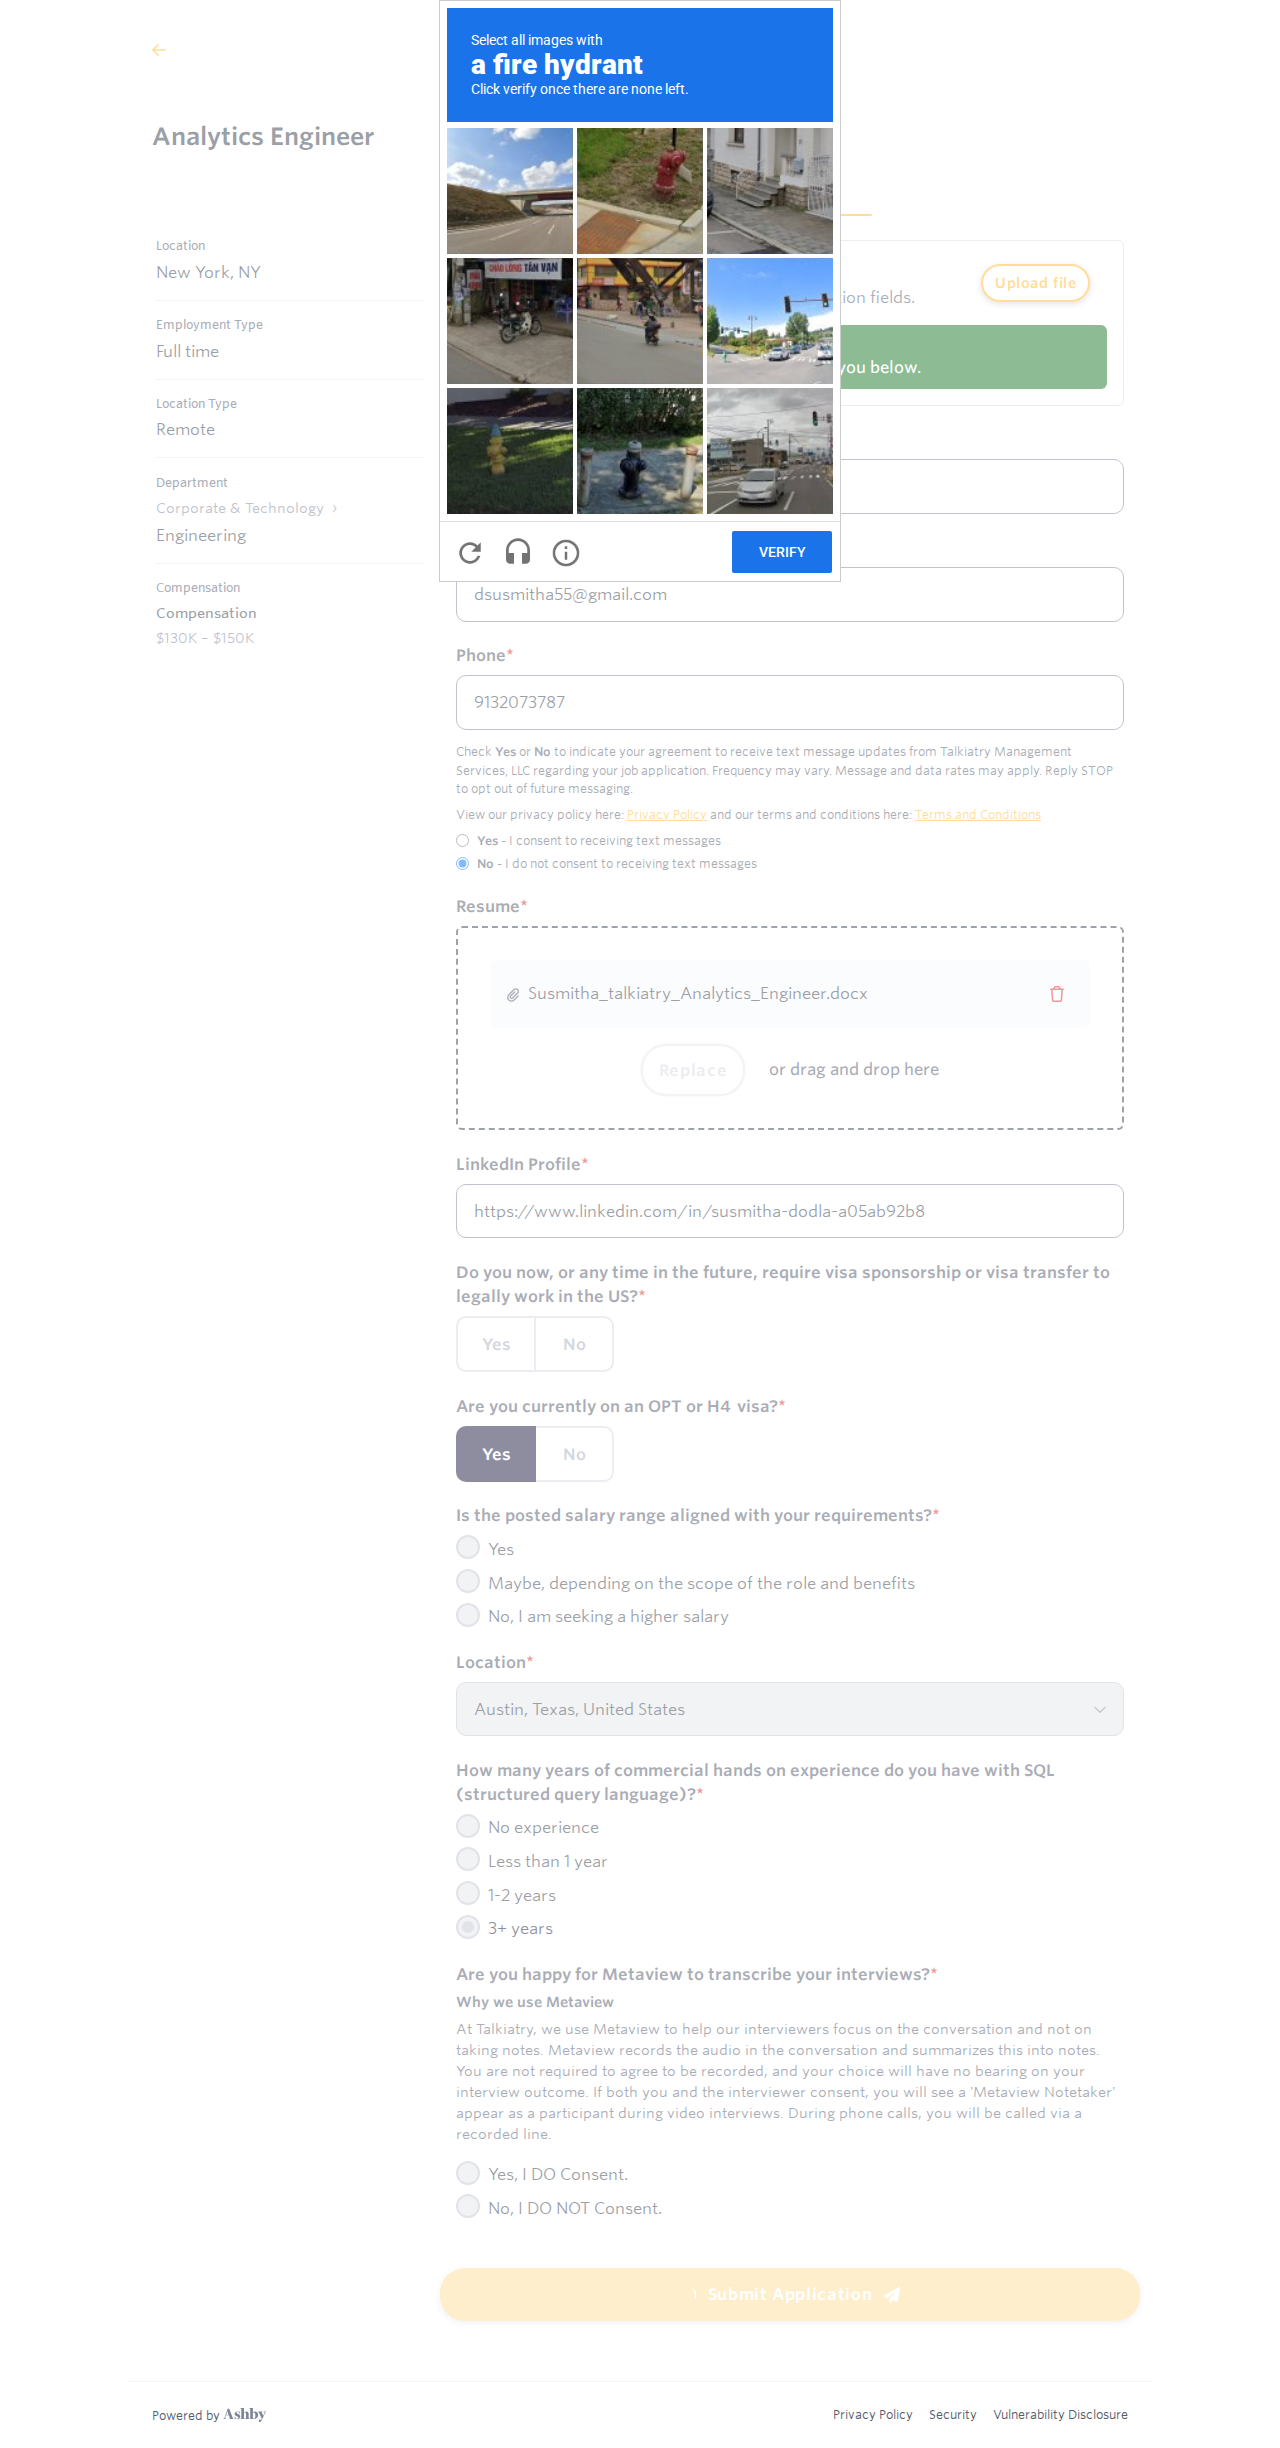 Select all images with
a fire hydrant
Click verify once there are none left.
Analytics Engineer
Location
New York, NY
Employment Type
Full time
Location Type
Remote
Department
Corporate & Technology ›
Engineering
Compensation
Compensation
$130K – $150K
CHÁO LÒNG TÂN VẠN
VERIFY
Upload file
ion fields.
you below.
dsusmitha55@gmail.com
Phone*
9132073787
Check Yes or No to indicate your agreement to receive text message updates from Talkiatry Management
Services, LLC regarding your job application. Frequency may vary. Message and data rates may apply. Reply STOP
to opt out of future messaging.
View our privacy policy here: Privacy Policy and our terms and conditions here: Terms and Conditions
Yes - I consent to receiving text messages
No - I do not consent to receiving text messages
Resume*
Susmitha_talkiatry_Analytics_Engineer.docx
Replace or drag and drop here
LinkedIn Profile*
https://www.linkedin.com/in/susmitha-dodla-a05ab92b8
Do you now, or any time in the future, require visa sponsorship or visa transfer to
legally work in the US?*
Yes No
Are you currently on an OPT or H4 visa?*
Yes No
Is the posted salary range aligned with your requirements?*
Yes
Maybe, depending on the scope of the role and benefits
No, I am seeking a higher salary
Location*
Austin, Texas, United States
How many years of commercial hands on experience do you have with SQL
(structured query language)?*
No experience
Less than 1 year
1-2 years
3+ years
Are you happy for Metaview to transcribe your interviews?*
Why we use Metaview
At Talkiatry, we use Metaview to help our interviewers focus on the conversation and not on
taking notes. Metaview records the audio in the conversation and summarizes this into notes.
You are not required to agree to be recorded, and your choice will have no bearing on your
interview outcome. If both you and the interviewer consent, you will see a 'Metaview Notetaker'
appear as a participant during video interviews. During phone calls, you will be called via a
recorded line.
Yes, I DO Consent.
No, I DO NOT Consent.
Submit Application
Powered by Ashby
Privacy Policy Security Vulnerability Disclosure